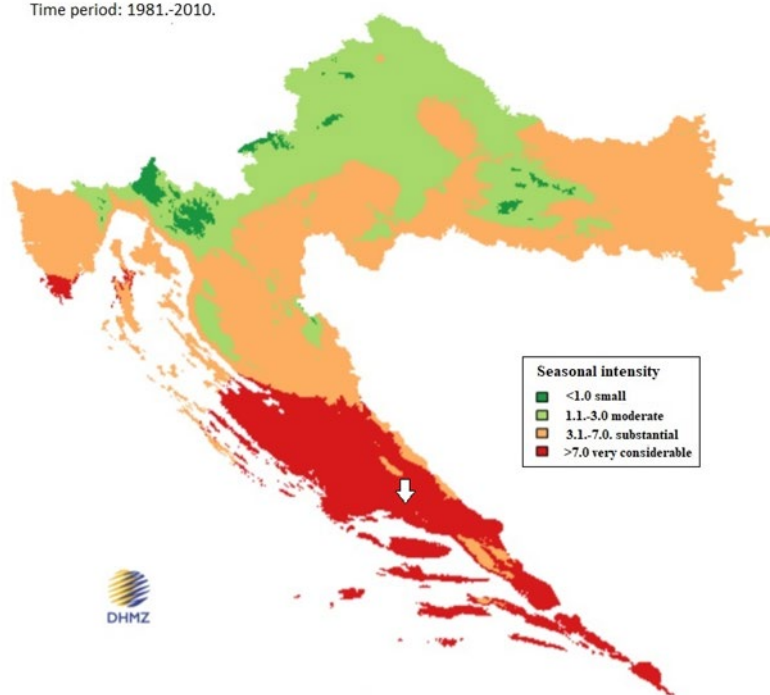 Time period: 1981.-2010.
Seasonal intensity
<1.0 small
1.1.-3.0 moderate
3.1.-7.0. substantial
>7.0 very considerable
DHMZ